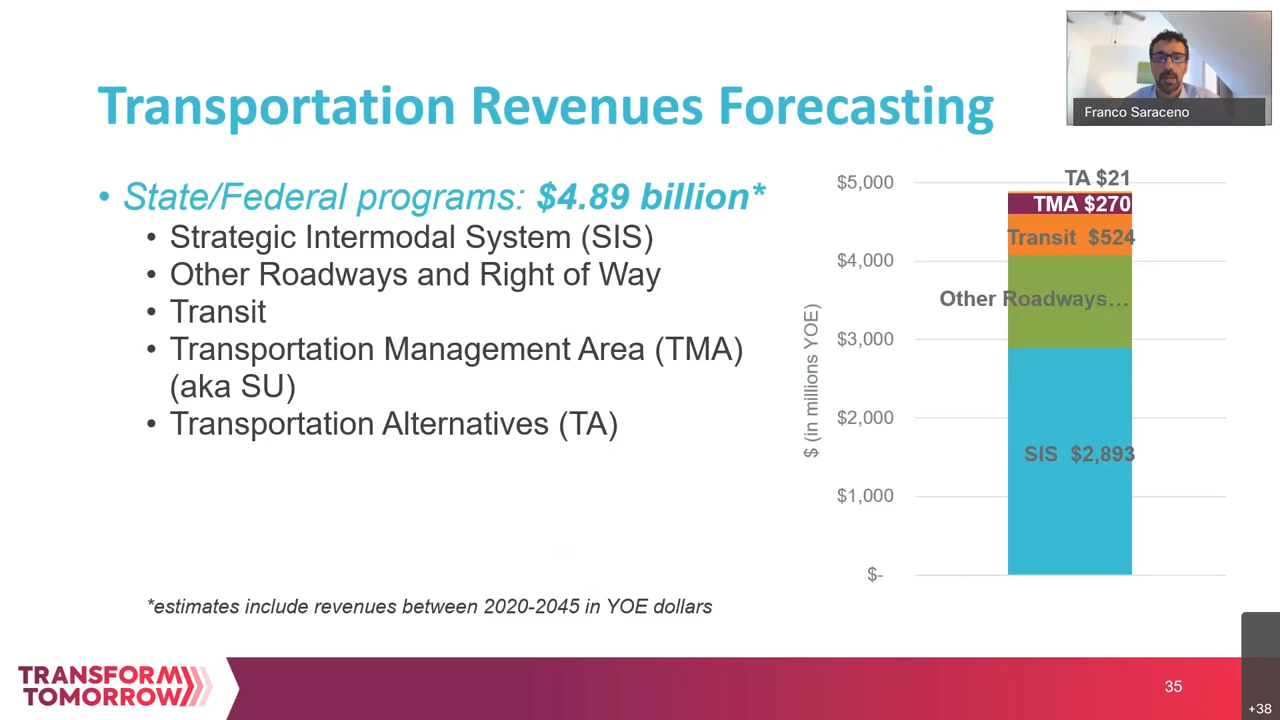 Franco Saraceno
Transportation Revenues Forecasting
• State/Federal programs: $4.89 billion*
• Strategic Intermodal System (SIS)
• Other Roadways and Right of Way
• Transit
• Transportation Management Area (TMA)
(aka SU)
• Transportation Alternatives (TA)
$ (in millions YOE)
$5,000
$4,000
$3,000
$2,000
$1,000
$-
TA $21
TMA $270
Transit $524
Other Roadways…
SIS $2,893
*estimates include revenues between 2020-2045 in YOE dollars
TRANSFORM
TOMORROW
35
+38